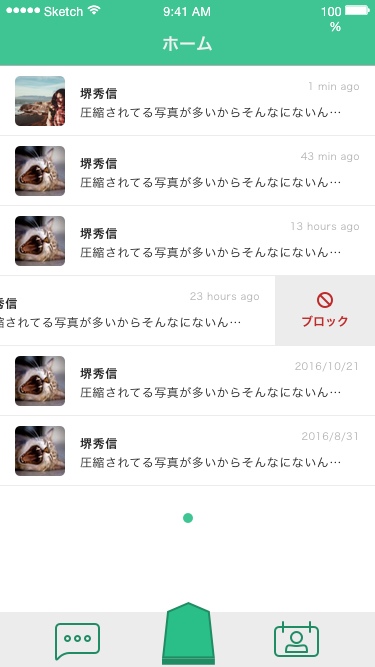 Sketch 9:41 AM 100
%
ホーム
1 min ago
堺秀信
圧縮されてる写真が多いからそんなにないん…
43 min ago
堺秀信
圧縮されてる写真が多いからそんなにないん…
13 hours ago
堺秀信
圧縮されてる写真が多いからそんなにないん…
23 hours ago
秀信
されてる写真が多いからそんなにないん…
ブロック
2016/10/21
堺秀信
圧縮されてる写真が多いからそんなにないん…
2016/8/31
堺秀信
圧縮されてる写真が多いからそんなにないん…